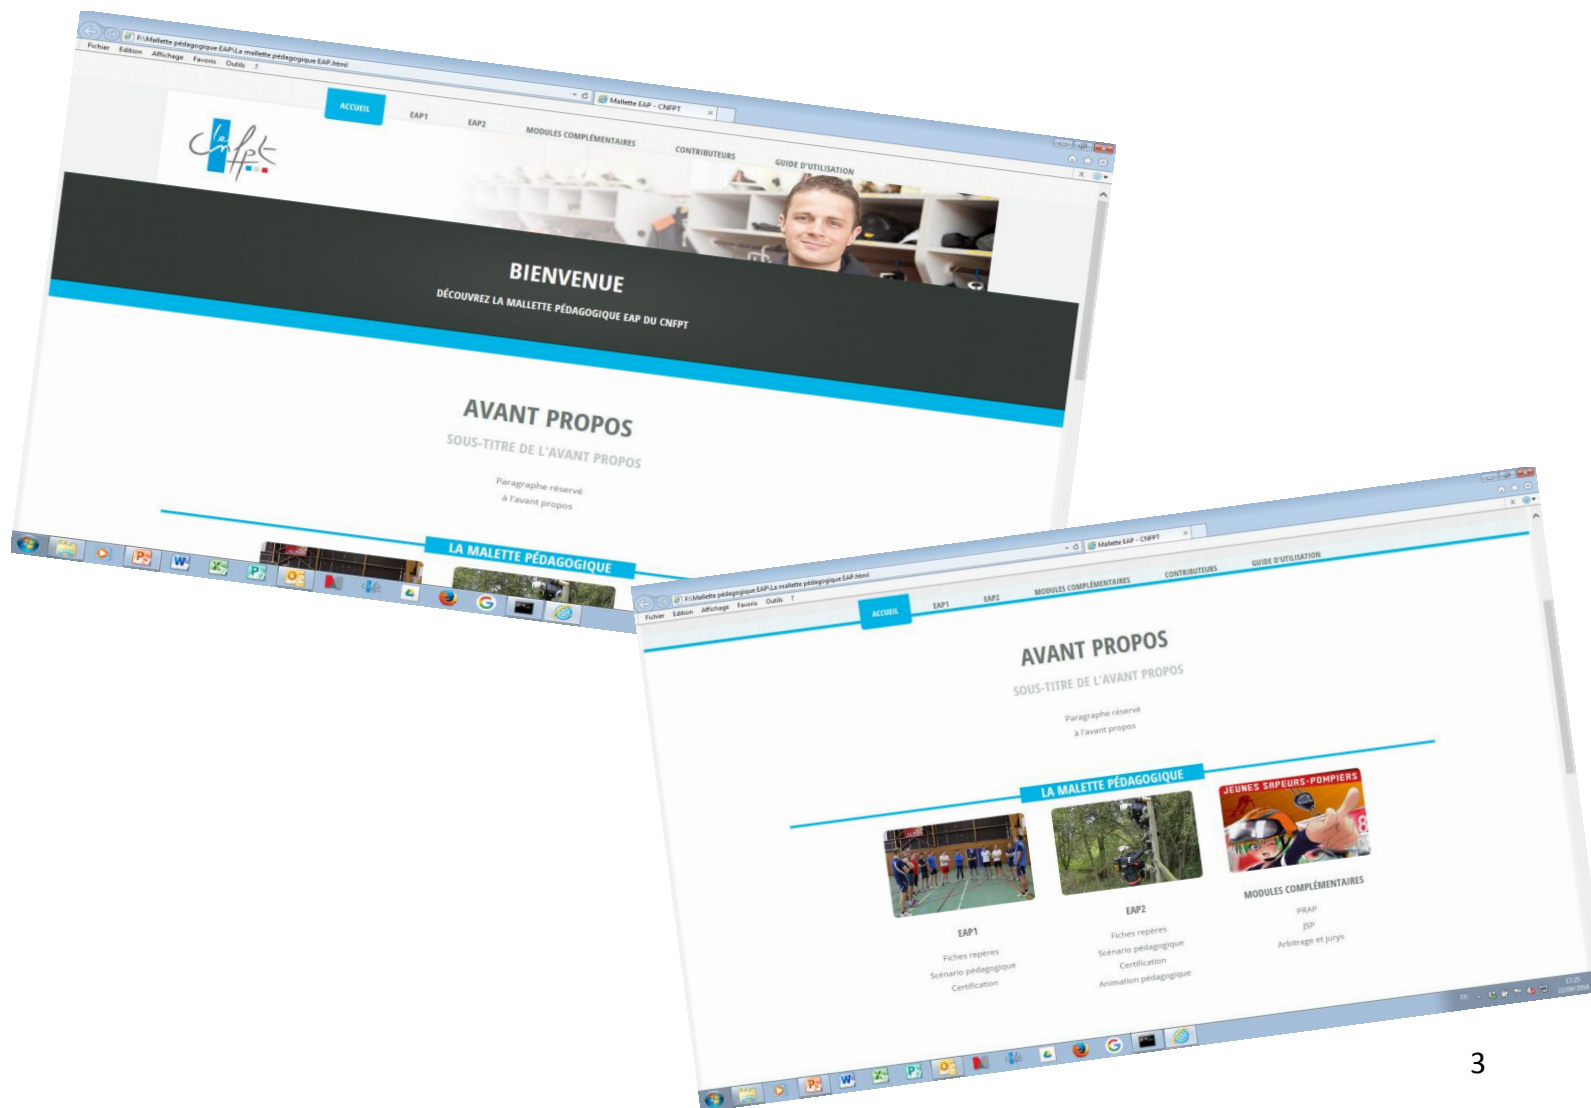 F:\Mallette pédagogique EAP\La mallette pédagogique EAP.html
Mallette EAP - CNFPT
Fichier Edition Affichage Favoris Outils ?
le cnfpt
ACCUEIL EAP1 EAP2 MODULES COMPLÉMENTAIRES CONTRIBUTEURS GUIDE D'UTILISATION
BIENVENUE
DÉCOUVREZ LA MALLETTE PÉDAGOGIQUE EAP DU CNFPT
AVANT PROPOS
SOUS-TITRE DE L'AVANT PROPOS
Paragraphe réservé
à l'avant propos
LA MALETTE PÉDAGOGIQUE
F:\Mallette pédagogique EAP\La mallette pédagogique EAP.html
Mallette EAP - CNFPT
Fichier Edition Affichage Favoris Outils ?
ACCUEIL EAP1 EAP2 MODULES COMPLÉMENTAIRES CONTRIBUTEURS GUIDE D'UTILISATION
AVANT PROPOS
SOUS-TITRE DE L'AVANT PROPOS
Paragraphe réservé
à l'avant propos
LA MALETTE PÉDAGOGIQUE
JEUNES SAPEURS-POMPIERS
EAP1
Fiches repères
Scénario pédagogique
Certification
EAP2
Fiches repères
Scénario pédagogique
Certification
Animation pédagogique
MODULES COMPLÉMENTAIRES
PRAP
JSP
Arbitrage et jurys
FR
17:25
3